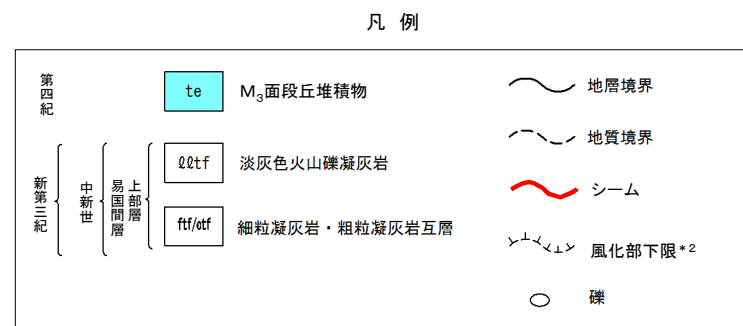 凡例
第四紀
te
M₃面段丘堆積物
新第三紀
中新世
易国間層
上部層
ℓℓtf
淡灰色火山礫凝灰岩
ftf/ctf
細粒凝灰岩・粗粒凝灰岩互層
地層境界
地質境界
シーム
風化部下限*2
礫